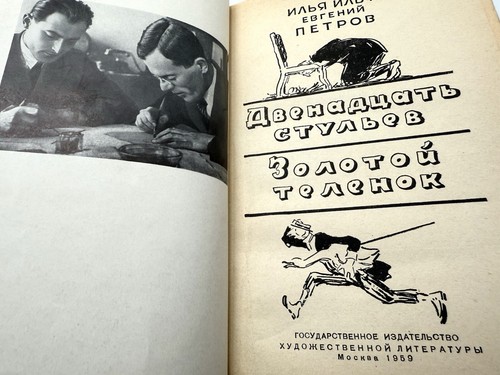 ИЛЬЯ ИЛЬФ
ЕВГЕНИЙ
ПЕТРОВ
Двенадцать
стульев
Золотой
теленок
ГОСУДАРСТВЕННОЕ ИЗДАТЕЛЬСТВО
ХУДОЖЕСТВЕННОЙ ЛИТЕРАТУРЫ
Москва 1959